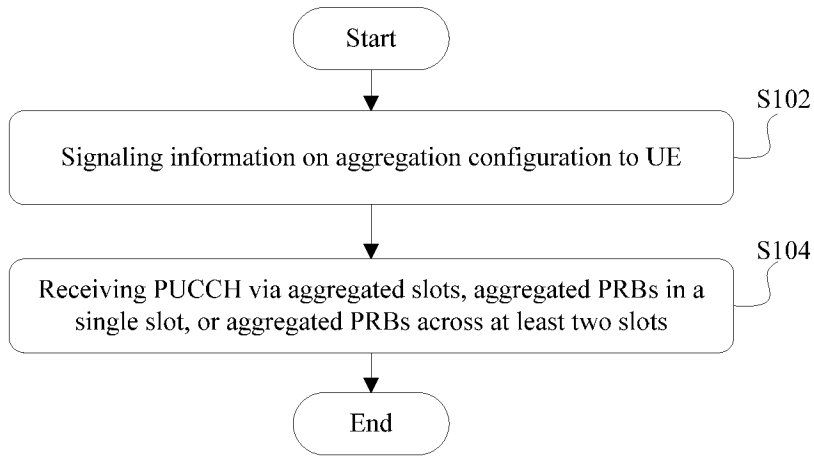 Start
S102
Signaling information on aggregation configuration to UE
S104
Receiving PUCCH via aggregated slots, aggregated PRBs in a
single slot, or aggregated PRBs across at least two slots
End